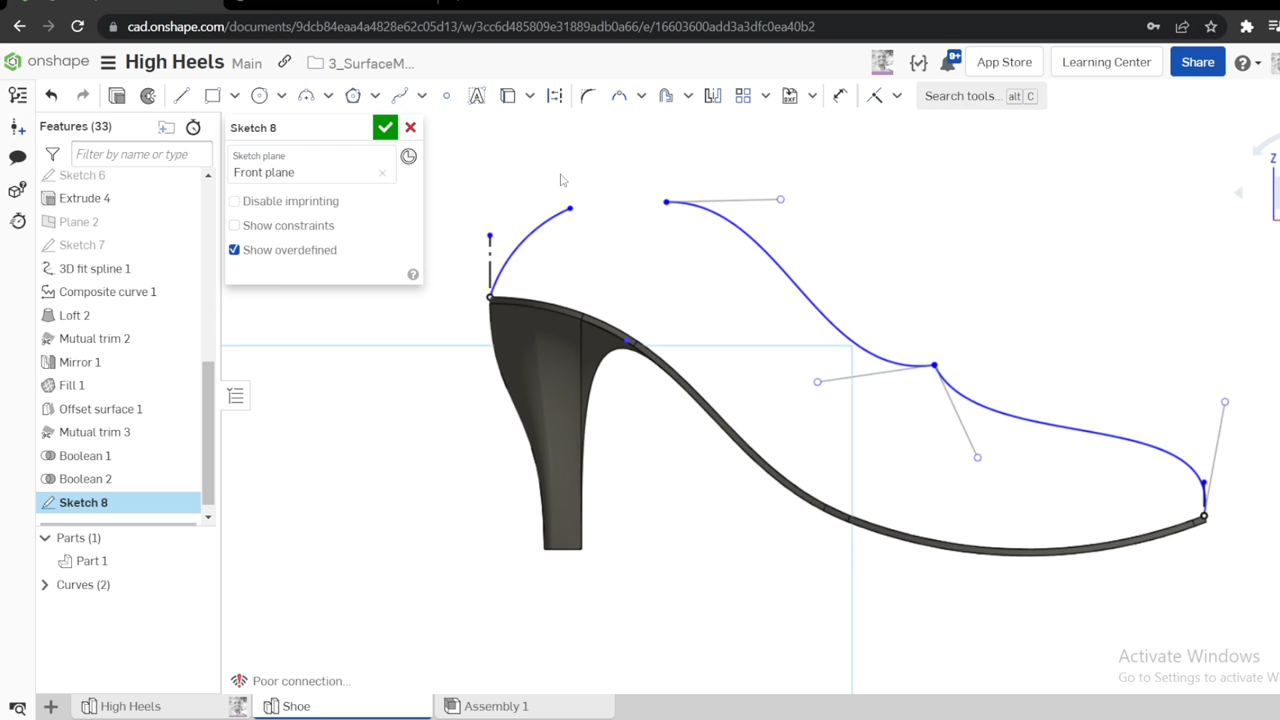 cad.onshape.com/documents/9dcb84eaa4a4828e62c05d13/w/3cc6d485809e31889adb0a66/e/16603600add3a3dfc0ea40b2
onshape High Heels Main 3_SurfaceM... 9+ App Store Learning Center Share
Search tools... alt C
Features (33)
Filter by name or type
Sketch 6
Extrude 4
Plane 2
Sketch 7
3D fit spline 1
Composite curve 1
Loft 2
Mutual trim 2
Mirror 1
Fill 1
Offset surface 1
Mutual trim 3
Boolean 1
Boolean 2
Sketch 8
Parts (1)
Part 1
Curves (2)
Sketch 8
Sketch plane
Front plane
Disable imprinting
Show constraints
Show overdefined
Z
Poor connection...
Activate Windows
Go to Settings to activate W
High Heels Shoe Assembly 1